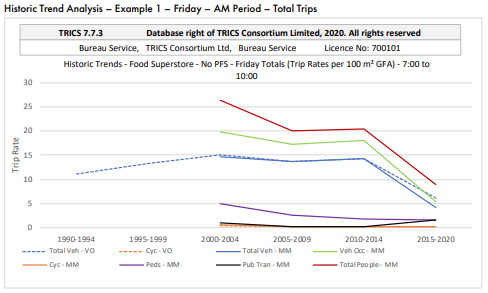 Historic Trend Analysis – Example 1 – Friday – AM Period – Total Trips
TRICS 7.7.3 Database right of TRICS Consortium Limited, 2020. All rights reserved
Bureau Service, TRICS Consortium Ltd, Bureau Service Licence No: 700101
Historic Trends - Food Superstore - No PFS - Friday Totals (Trip Rates per 100 m² GFA) - 7:00 to
10:00
30
25
20
15
10
5
0
Trip Rate
1990-1994 1995-1999 2000-2004 2005-2009 2010-2014 2015-2020
Total Veh - VO Cyc - VO Total Veh - MM Veh Occ - MM
Cyc - MM Peds - MM Pub Tran - MM Total People - MM